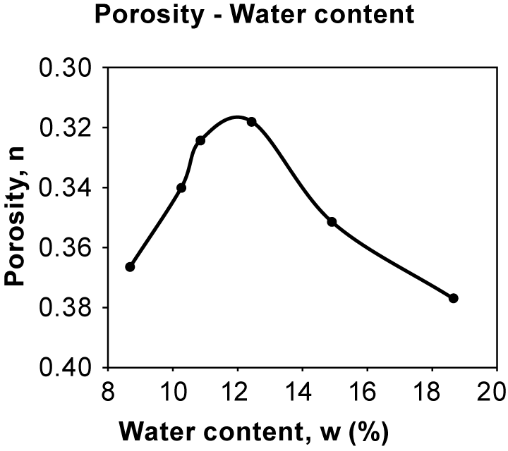 Porosity - Water content
0.30
0.32
0.34
0.36
0.38
0.40
Porosity, n
8 10 12 14 16 18 20
Water content, w (%)